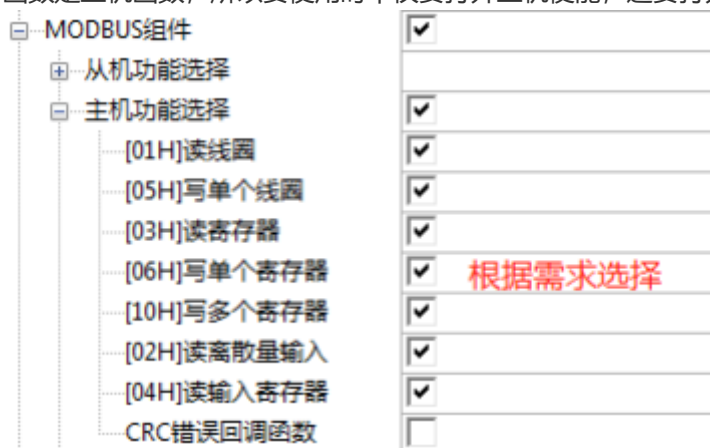 MODBUS组件
从机功能选择
主机功能选择
[01H]读线圈
[05H]写单个线圈
[03H]读寄存器
[06H]写单个寄存器 根据需求选择
[10H]写多个寄存器
[02H]读离散量输入
[04H]读输入寄存器
CRC错误回调函数